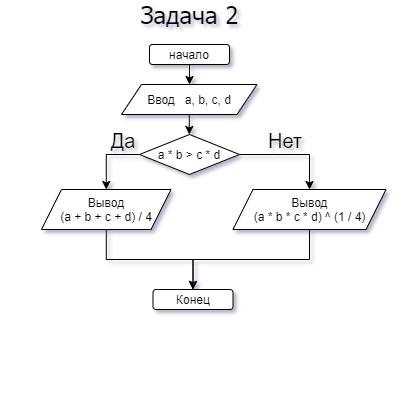 Задача 2
начало
Ввод a, b, c, d
Да
Нет
a * b > c * d
Вывод
(a + b + c + d) / 4
Вывод
(a * b * c * d) ^ (1 / 4)
Конец